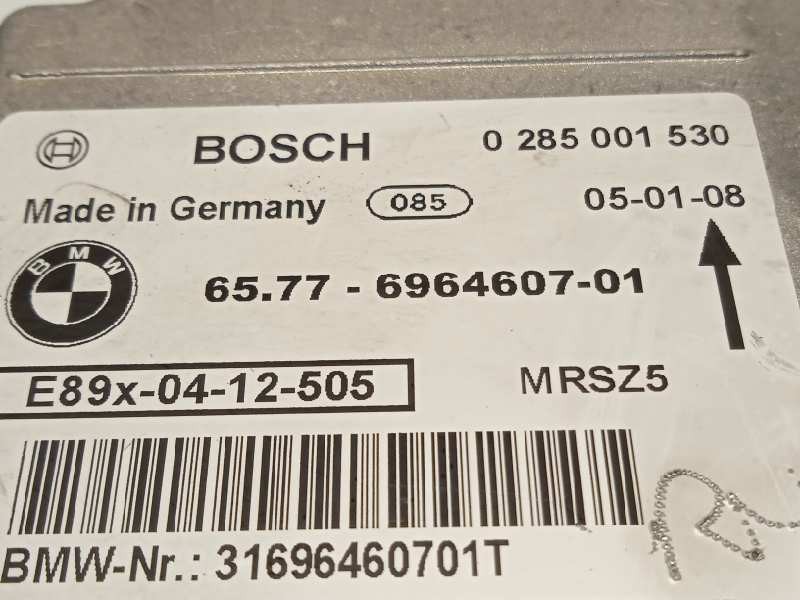 BOSCH 0 285 001 530
Made in Germany 085 05-01-08
BMW 65.77 - 6964607-01
E89x-04-12-505 MRSZ5
BMW-Nr.: 31696460701T